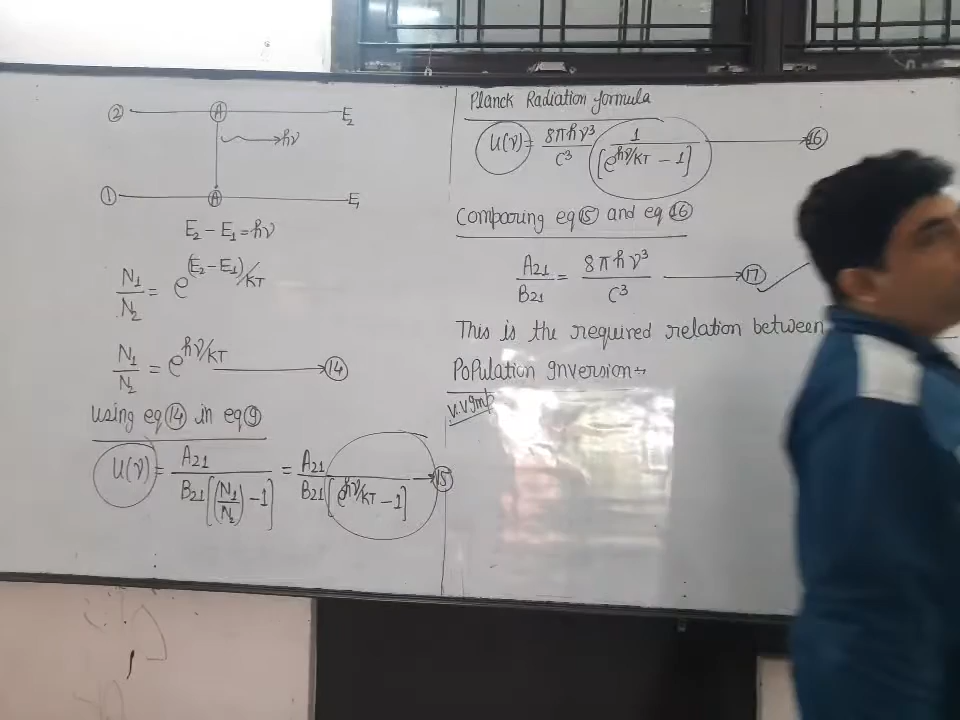 ② A E₂
hν
① A E₁
E₂ - E₁ = hν
N₁/N₂ = e^(E₂-E₁)/KT
N₁/N₂ = e^hν/KT → ⑭
Using eq ⑭ in eq ⑨
U(ν) = A₂₁/B₂₁[(N₁/N₂) - 1] = A₂₁/B₂₁[e^hν/KT - 1] → ⑮
Planck Radiation formula
U(ν) = 8πhν³/C³ 1/[e^hν/KT - 1] → ⑯
Comparing eq ⑮ and eq ⑯
A₂₁/B₂₁ = 8πhν³/C³ → ⑰
This is the required relation between
Population Inversion:-
V.V.Imp